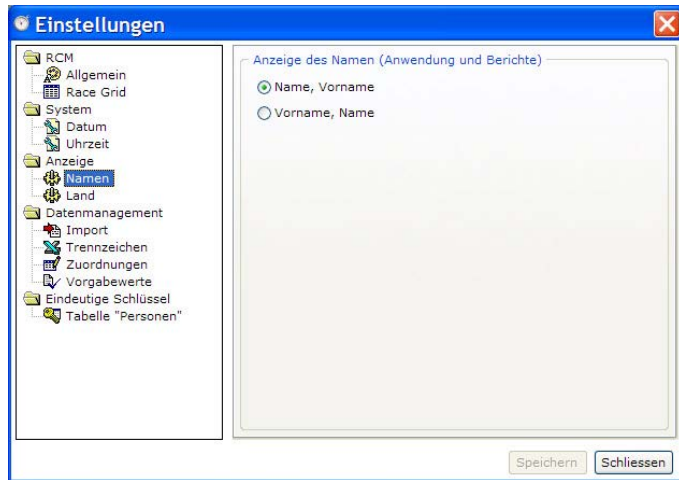 Einstellungen
RCM
Allgemein
Race Grid
System
Datum
Uhrzeit
Anzeige
Namen
Land
Datenmanagement
Import
Trennzeichen
Zuordnungen
Vorgabewerte
Eindeutige Schlüssel
Tabelle "Personen"
Anzeige des Namen (Anwendung und Berichte)
Name, Vorname
Vorname, Name
Speichern
Schliessen